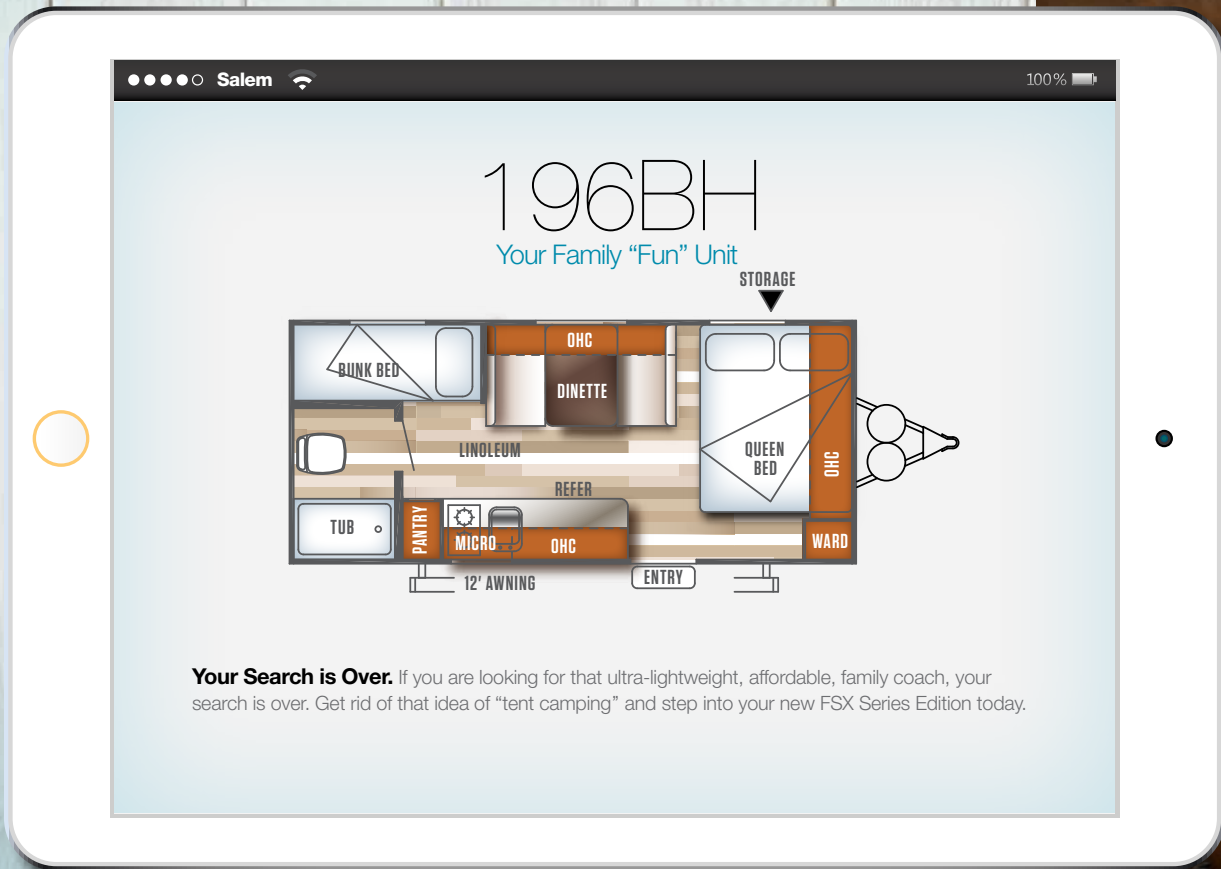 Salem
100%
196BH
Your Family “Fun” Unit
STORAGE
BUNK BED
OHC
DINETTE
LINOLEUM
QUEEN
BED
OHC
REFER
TUB
PANTRY
MICRO
OHC
WARD
12' AWNING
ENTRY
Your Search is Over. If you are looking for that ultra-lightweight, affordable, family coach, your
search is over. Get rid of that idea of “tent camping” and step into your new FSX Series Edition today.